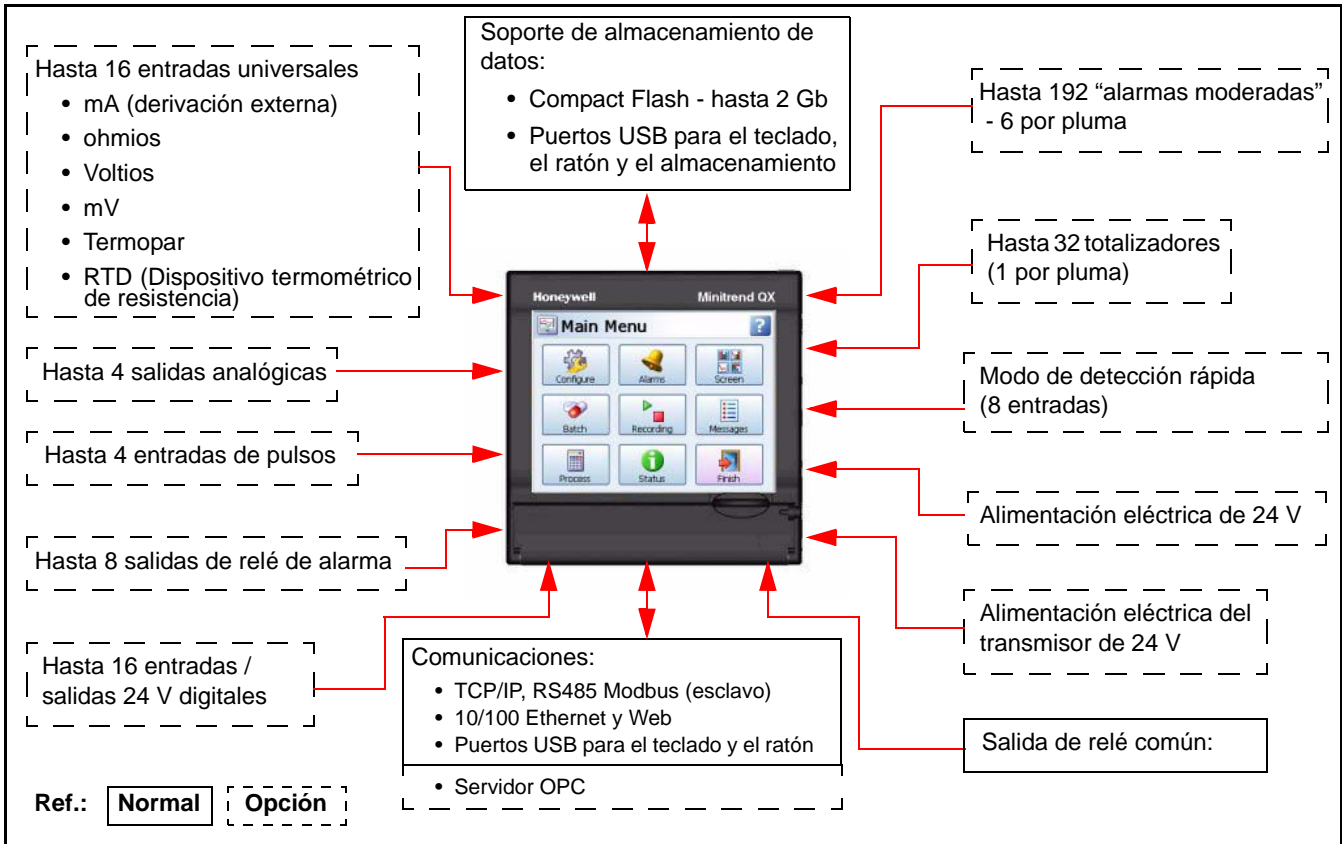 Hasta 16 entradas universales
• mA (derivación externa)
• ohmios
• Voltios
• mV
• Termopar
• RTD (Dispositivo termométrico
de resistencia)
Soporte de almacenamiento de
datos:
• Compact Flash - hasta 2 Gb
• Puertos USB para el teclado,
el ratón y el almacenamiento
Hasta 192 “alarmas moderadas”
- 6 por pluma
Hasta 32 totalizadores
(1 por pluma)
Honeywell Minitrend QX
Main Menu ?
Configure Alarms Screen
Batch Recording Messages
Process Status Finish
Hasta 4 salidas analógicas
Modo de detección rápida
(8 entradas)
Hasta 4 entradas de pulsos
Alimentación eléctrica de 24 V
Hasta 8 salidas de relé de alarma
Alimentación eléctrica del
transmisor de 24 V
Hasta 16 entradas /
salidas 24 V digitales
Comunicaciones:
• TCP/IP, RS485 Modbus (esclavo)
• 10/100 Ethernet y Web
• Puertos USB para el teclado y el ratón
• Servidor OPC
Salida de relé común:
Ref.: Normal Opción